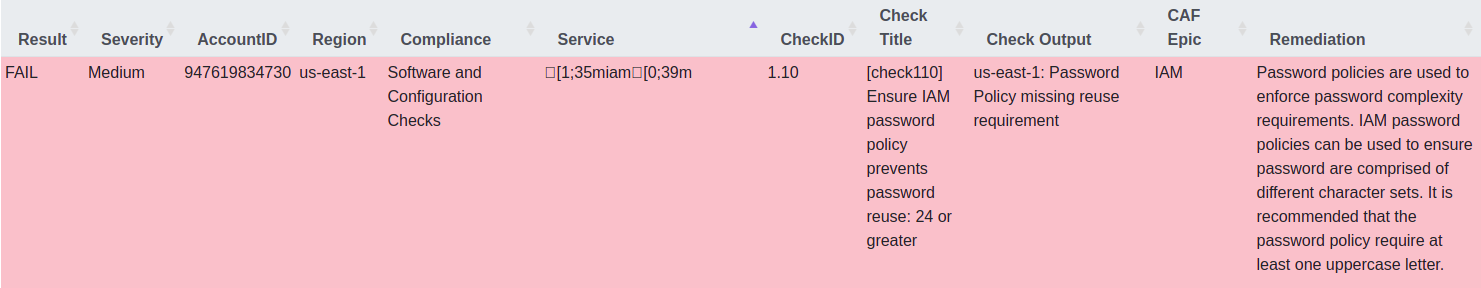 Result Severity AccountID Region Compliance Service CheckID Check Title Check Output CAF Epic Remediation
FAIL Medium 947619834730 us-east-1 Software and
Configuration
Checks
[1;35miam[0;39m 1.10 [check110]
Ensure IAM
password
policy
prevents
password
reuse: 24 or
greater
us-east-1: Password
Policy missing reuse
requirement
IAM
Password policies are used to
enforce password complexity
requirements. IAM password
policies can be used to ensure
password are comprised of
different character sets. It is
recommended that the
password policy require at
least one uppercase letter.